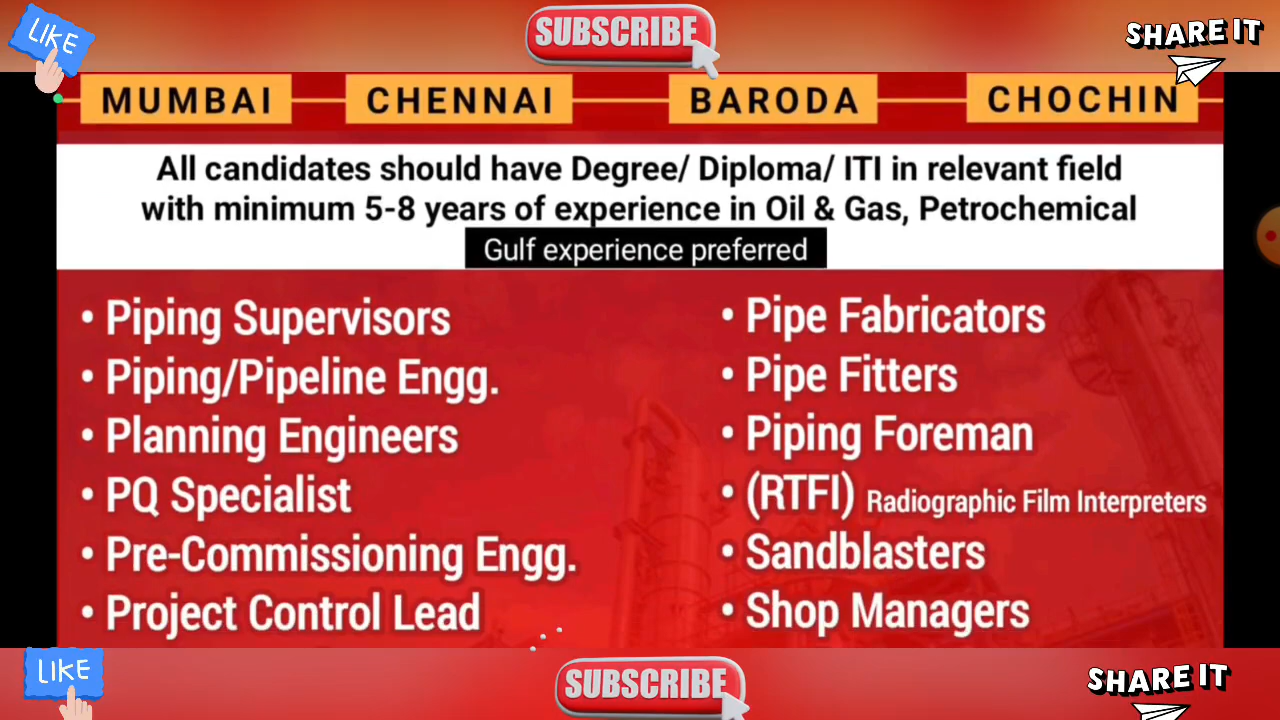 LIKE
SUBSCRIBE
SHARE IT
MUMBAI
CHENNAI
BARODA
CHOCHIN
All candidates should have Degree/ Diploma/ ITI in relevant field
with minimum 5-8 years of experience in Oil & Gas, Petrochemical
Gulf experience preferred
• Piping Supervisors
• Piping/Pipeline Engg.
• Planning Engineers
• PQ Specialist
• Pre-Commissioning Engg.
• Project Control Lead
• Pipe Fabricators
• Pipe Fitters
• Piping Foreman
• (RTFI) Radiographic Film Interpreters
• Sandblasters
• Shop Managers
LIKE
SUBSCRIBE
SHARE IT